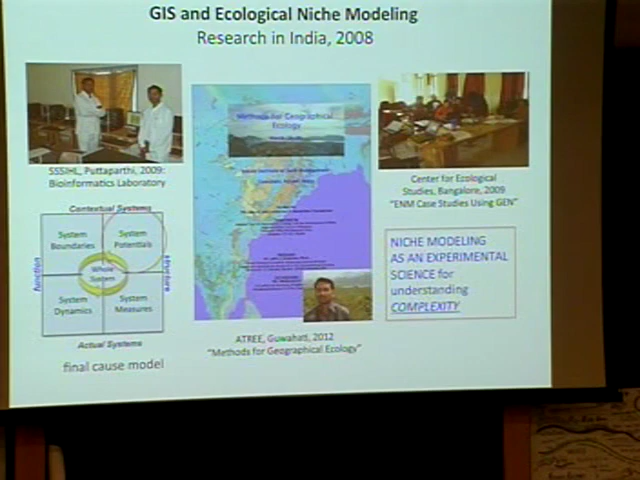 GIS and Ecological Niche Modeling
Research in India, 2008
SSSIHL, Puttaparthi, 2009:
Bioinformatics Laboratory
Methods for Geographical
Ecology
Center for Ecological
Studies, Bangalore, 2009
"ENM Case Studies Using GEN"
Contextual Systems
System
Boundaries
System
Potentials
function
Whole
System
structure
System
Dynamics
System
Measures
Actual Systems
final cause model
NICHE MODELING
AS AN EXPERIMENTAL
SCIENCE for
understanding
COMPLEXITY
ATREE, Guwahati, 2012
"Methods for Geographical Ecology"